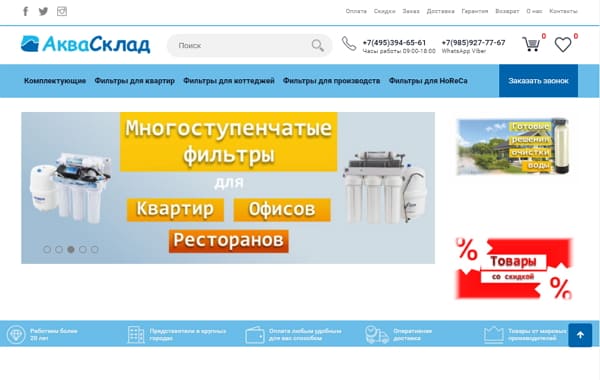 Оплата Скидки Заказ Доставка Гарантия Возврат О нас Контакты
АкваСклад
Поиск
+7(495)394-65-61
Часы работы 09:00-18:00
+7(985)927-77-67
WhatsApp Viber
0
0
Комплектующие Фильтры для квартир Фильтры для коттеджей Фильтры для производств Фильтры для HoReCa
Заказать звонок
Многоступенчатые
фильтры
для
Квартир Офисов
Ресторанов
Готовые
решения
очистки
воды
%
Товары
со скидкой
%
Работаем более
20 лет
Представители в крупных
городах
Оплата любым удобным
для вас способом
Оперативная
доставка
Товары от мировых
производителей